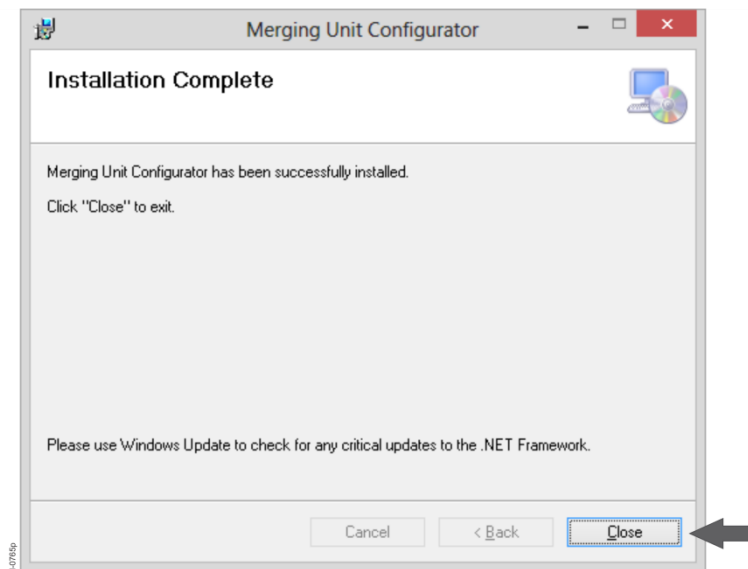 Merging Unit Configurator
Installation Complete
Merging Unit Configurator has been successfully installed.
Click "Close" to exit.
Please use Windows Update to check for any critical updates to the .NET Framework.
Cancel
< Back
Close